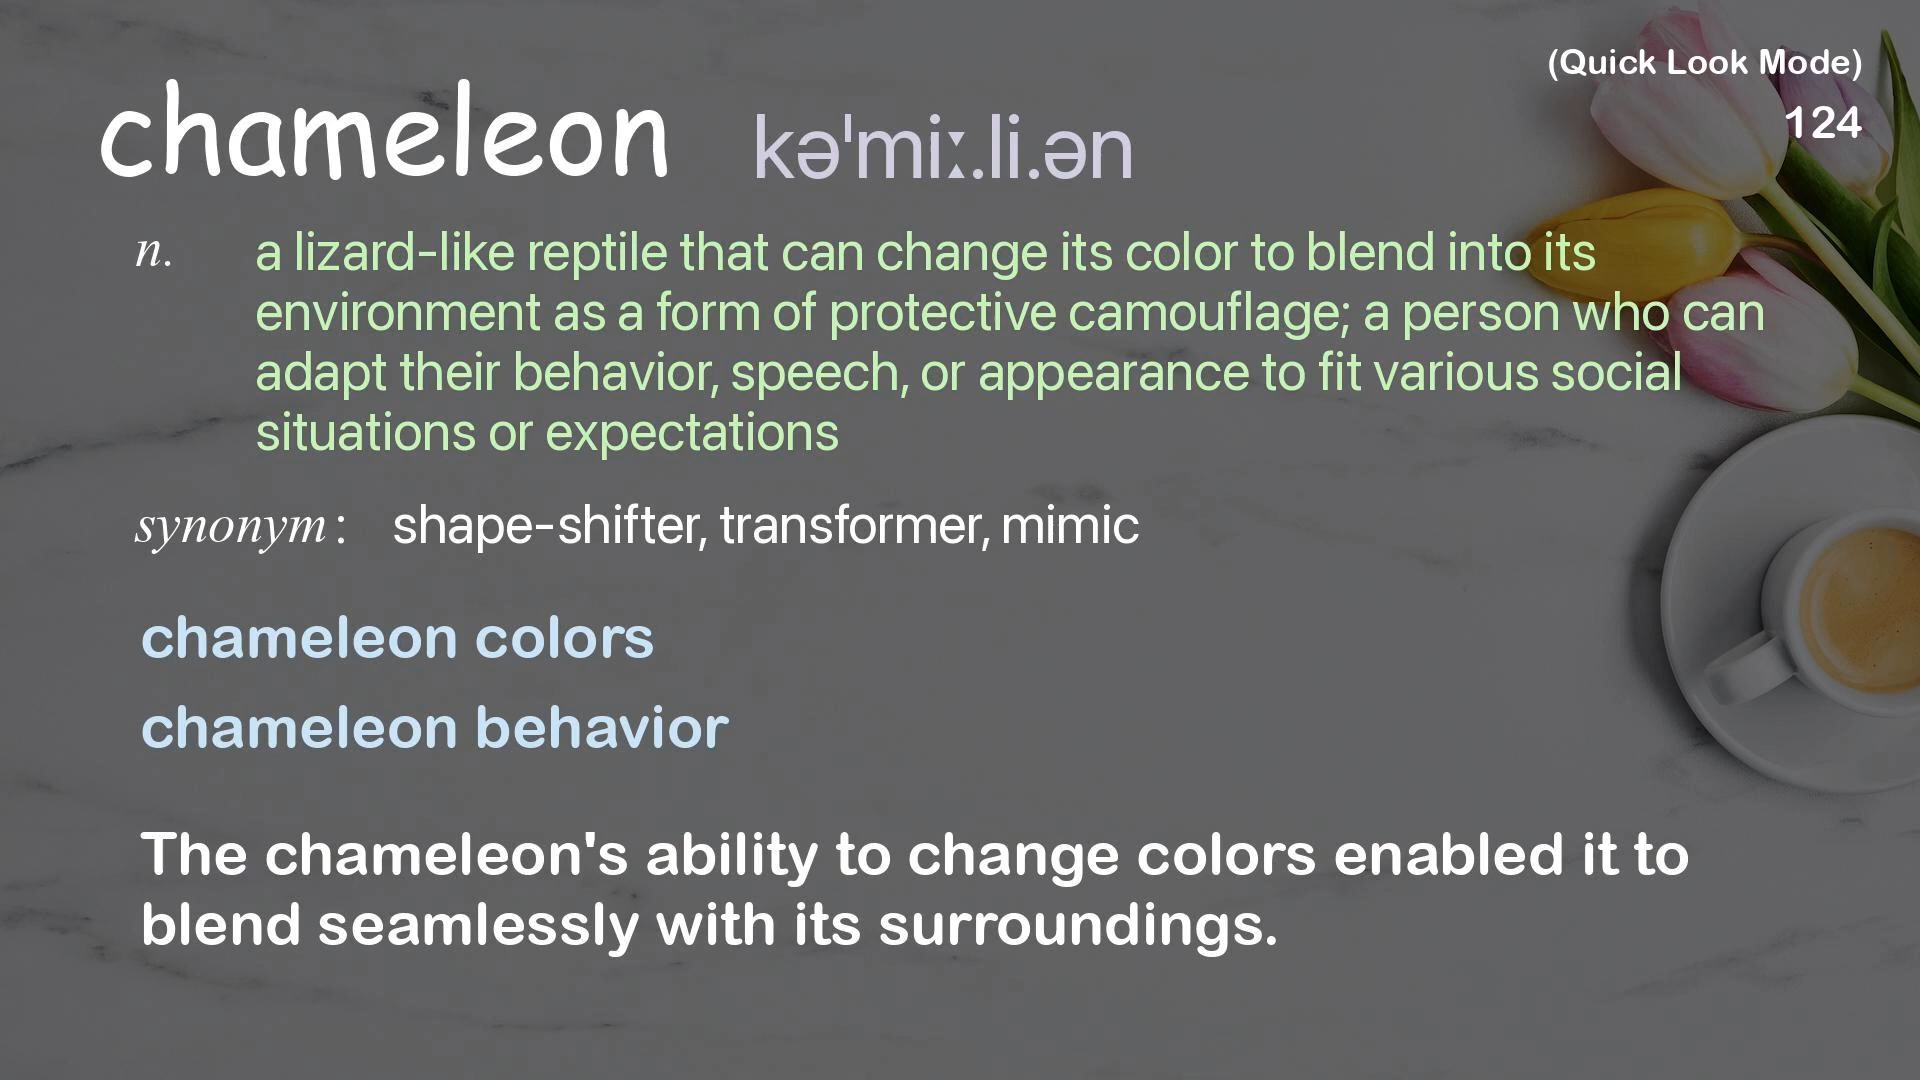 (Quick Look Mode)
124
chameleon kəˈmiː.li.ən
n. a lizard-like reptile that can change its color to blend into its
environment as a form of protective camouflage; a person who can
adapt their behavior, speech, or appearance to fit various social
situations or expectations
synonym: shape-shifter, transformer, mimic
chameleon colors
chameleon behavior
The chameleon's ability to change colors enabled it to
blend seamlessly with its surroundings.